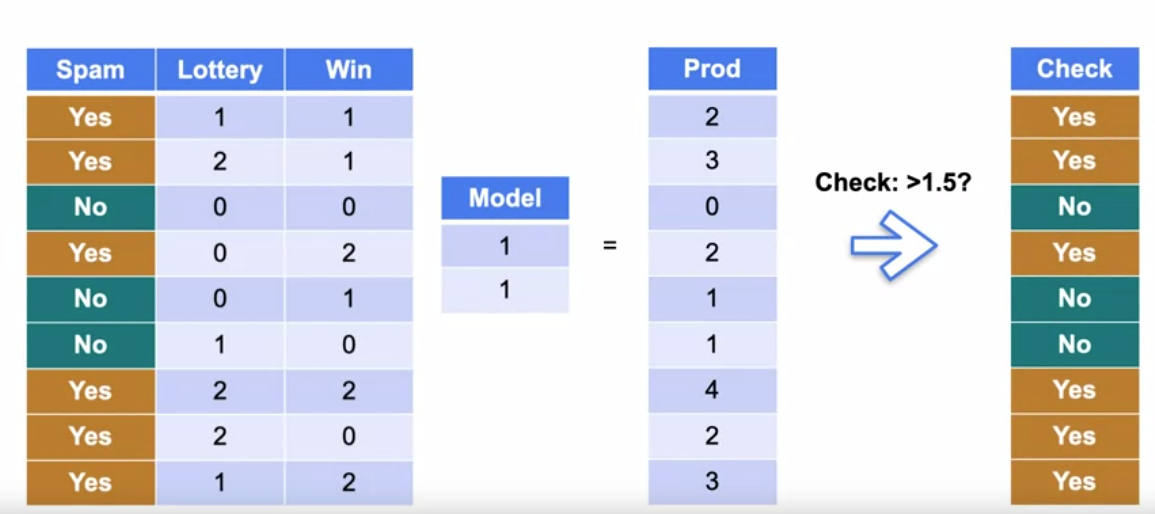 Spam Lottery Win Prod Check
Yes 1 1 2 Yes
Yes 2 1 3 Yes
Check: >1.5?
Model
No 0 0 0 No
1 =
Yes 0 2 2 Yes
1
No 0 1 1 No
No 1 0 1 No
Yes 2 2 4 Yes
Yes 2 0 2 Yes
Yes 1 2 3 Yes